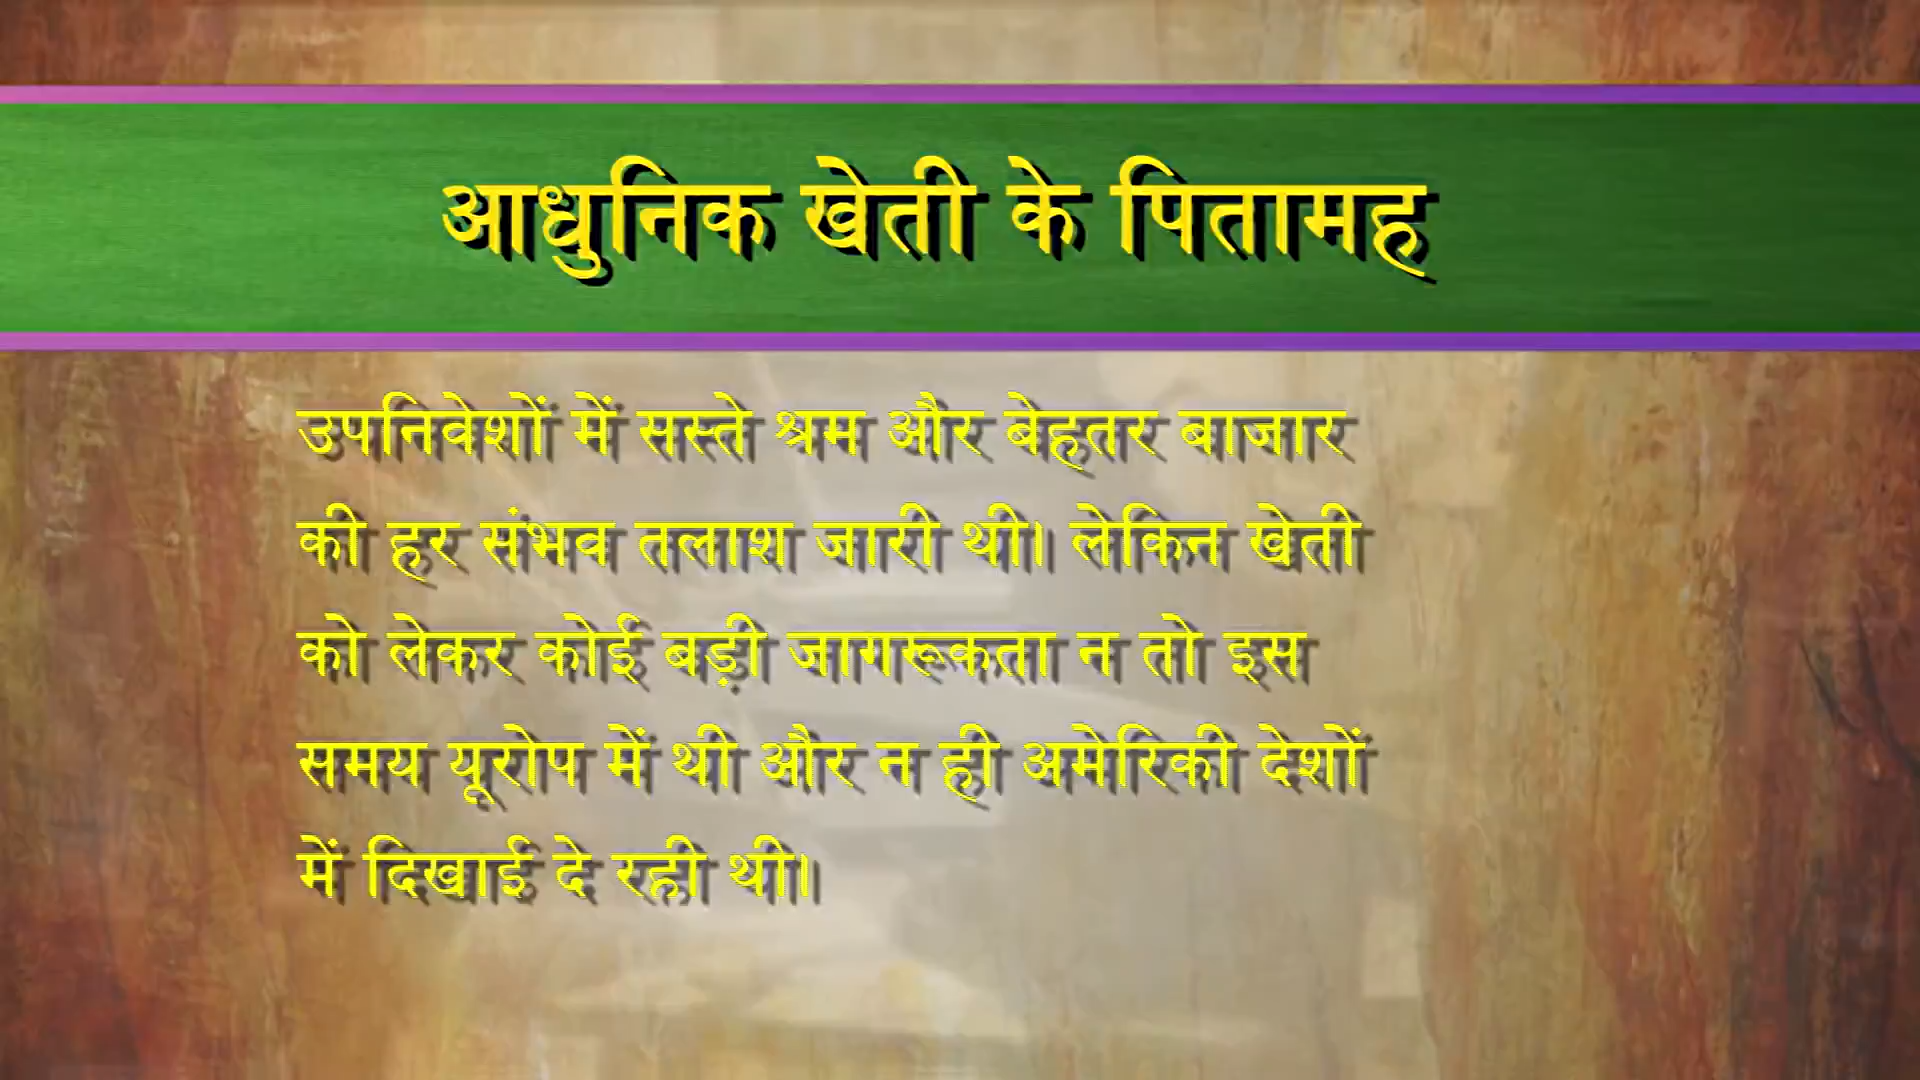 आधुनिक खेती के पितामह
उपनिवेशों में सस्ते श्रम और बेहतर बाजार
की हर संभव तलाश जारी थी। लेकिन खेती
को लेकर कोई बड़ी जागरूकता न तो इस
समय यूरोप में थी और न ही अमेरिकी देशों
में दिखाई दे रही थी।